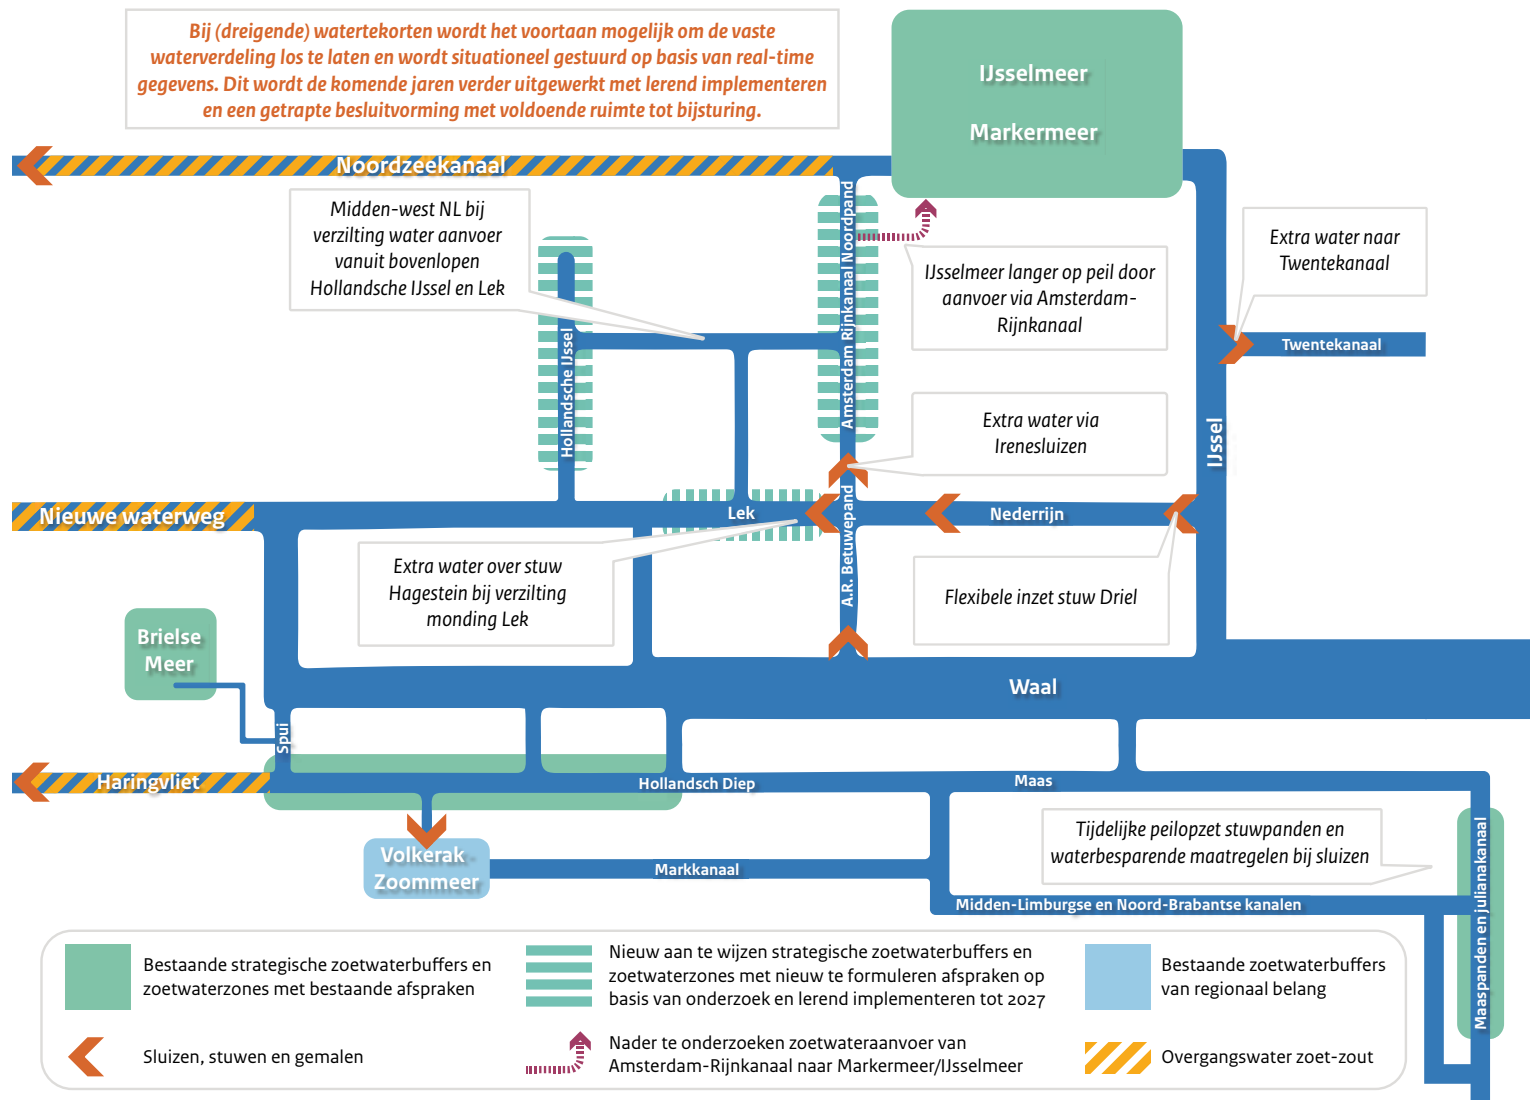 Bij (dreigende) watertekorten wordt het voortaan mogelijk om de vaste
waterverdeling los te laten en wordt situationeel gestuurd op basis van real-time
gegevens. Dit wordt de komende jaren verder uitgewerkt met lerend implementeren
en een getrapte besluitvorming met voldoende ruimte tot bijsturing.
IJsselmeer
Markermeer
Noordzeekanaal
Midden-west NL bij
verzilting water aanvoer
vanuit bovenlopen
Hollandsche IJssel en Lek
Amsterdam Rijnkanaal Noordpand
IJsselmeer langer op peil door
aanvoer via Amsterdam-
Rijnkanaal
Extra water naar
Twentekanaal
Twentekanaal
Hollandsche IJssel
Extra water via
Irenesluizen
IJssel
Nieuwe waterweg
Lek
Nederrijn
A.R. Betuwepand
Extra water over stuw
Hagestein bij verzilting
monding Lek
Flexibele inzet stuw Driel
Brielse
Meer
Waal
Spui
Haringvliet
Hollandsch Diep
Maas
Tijdelijke peilopzet stuwpanden en
waterbesparende maatregelen bij sluizen
Volkerak -
Zoommeer
Markkanaal
Midden-Limburgse en Noord-Brabantse kanalen
Maaspanden en julianakanaal
Bestaande strategische zoetwaterbuffers en
zoetwaterzones met bestaande afspraken
Nieuw aan te wijzen strategische zoetwaterbuffers en
zoetwaterzones met nieuw te formuleren afspraken op
basis van onderzoek en lerend implementeren tot 2027
Bestaande zoetwaterbuffers
van regionaal belang
Sluizen, stuwen en gemalen
Nader te onderzoeken zoetwateraanvoer van
Amsterdam-Rijnkanaal naar Markermeer/IJsselmeer
Overgangswater zoet-zout